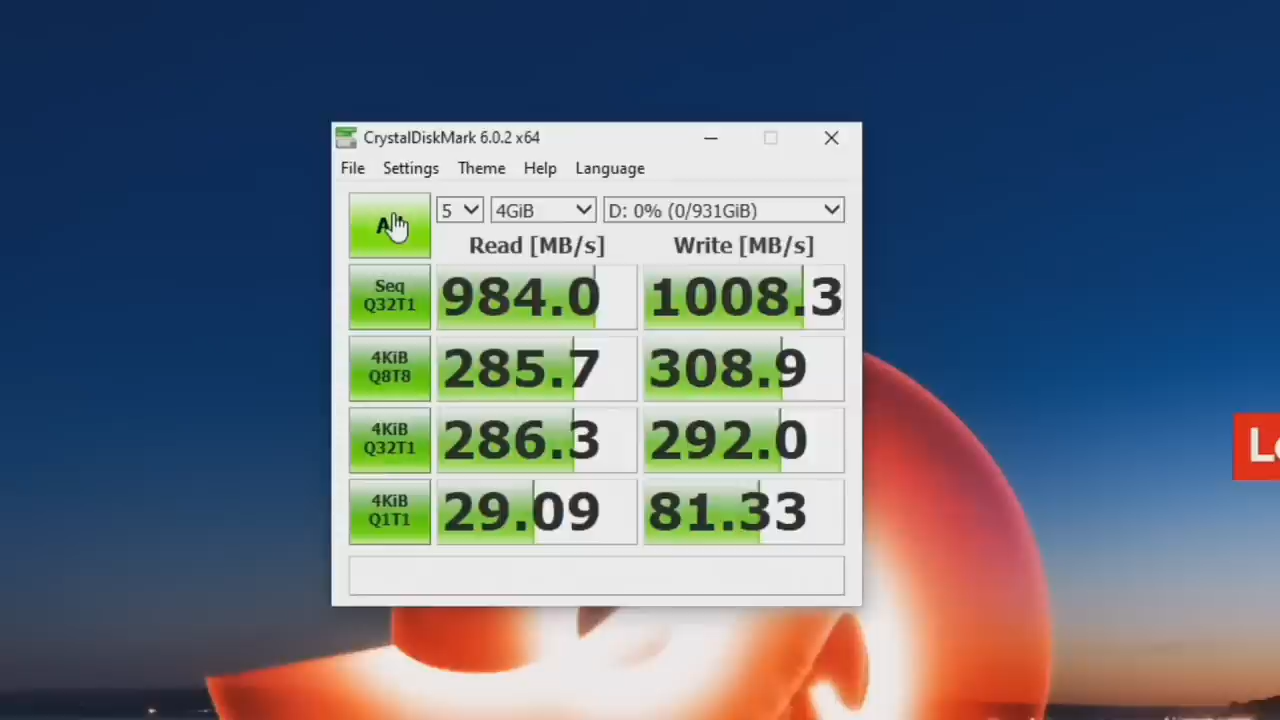 CrystalDiskMark 6.0.2 x64
File Settings Theme Help Language
5 4GiB D: 0% (0/931GiB)
Read [MB/s] Write [MB/s]
Seq
Q32T1
984.0 1008.3
4KiB
Q8T8
285.7 308.9
4KiB
Q32T1
286.3 292.0
4KiB
Q1T1
29.09 81.33